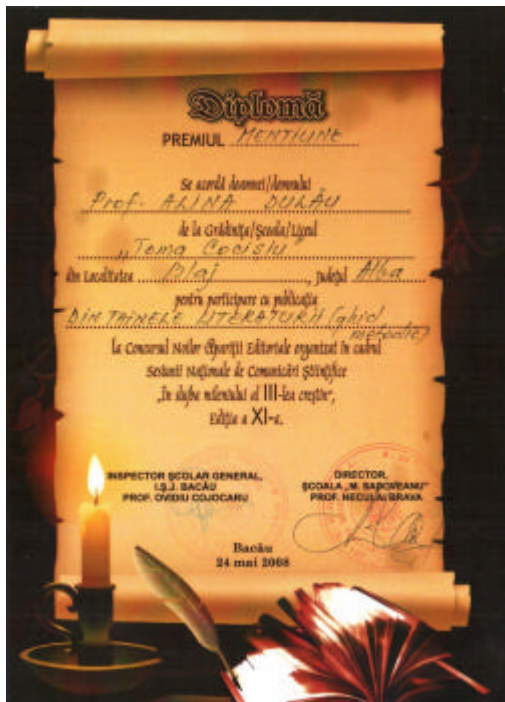 Diplomă
PREMIUL MENȚIUNE
Se acordă doamnei/domnului
Prof. ALINA DULĂU
de la Grădinița/Școala/Liceul
„Toma Cocisiu"
din Localitatea Blaj, Județul Alba
pentru participare cu publicația
DIN TAINELE LITERATURII (ghid
metodic)
la Concursul Noilor Apariții Editoriale organizat în cadrul
Sesiunii Naționale de Comunicări Științifice
„În slujba mileniului al III-lea creștin",
Ediția a XI-a.
INSPECTOR ȘCOLAR GENERAL,
I.Ș.J. BACĂU
PROF. OVIDIU COJOCARU
DIRECTOR,
ȘCOALA „M. SADOVEANU"
PROF. NECULAI BRAVA
Bacău
24 mai 2008